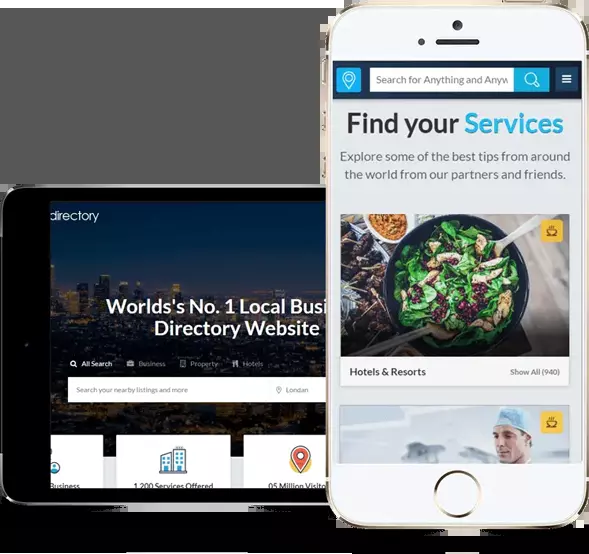 directory
Worlds's No. 1 Local Busi
Directory Website
All Search Business Property Hotels
Search your nearby listings and more Londan
Business 1,200 Services Offered 05 Million Visito
Search for Anything and Anyw
Find your Services
Explore some of the best tips from around
the world from our partners and friends.
Hotels & Resorts Show All (940)